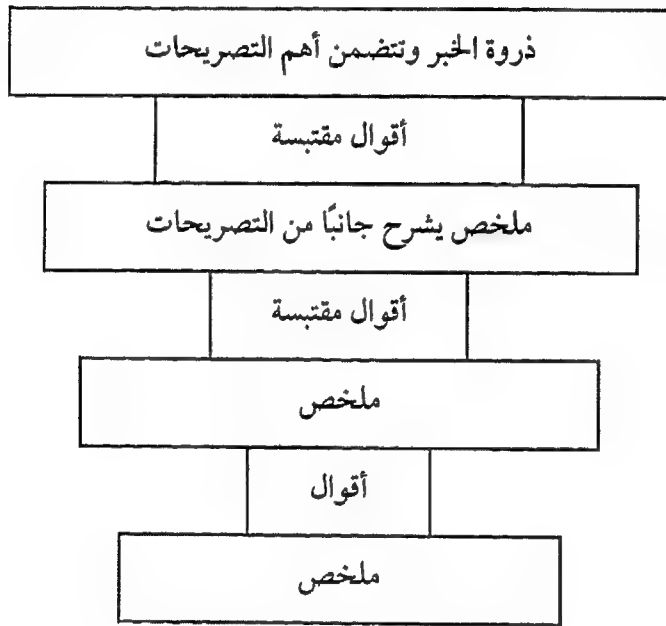 ذروة الخبر وتتضمن أهم التصريحات
أقوال مقتبسة
ملخص يشرح جانبًا من التصريحات
أقوال مقتبسة
ملخص
أقوال
ملخص